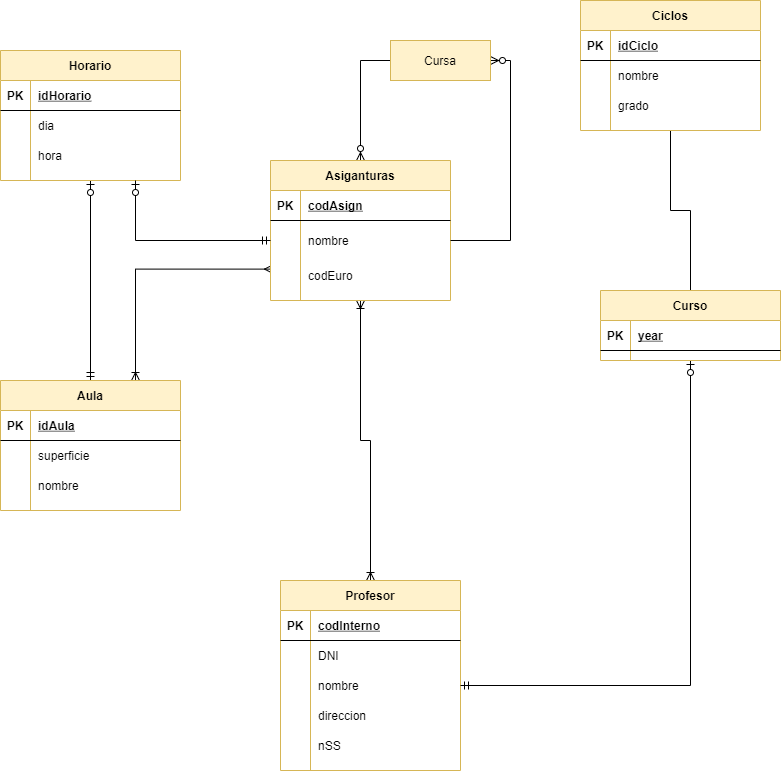 Ciclos
PK idCiclo
nombre
grado
Cursa
Horario
PK idHorario
dia
hora
Asiganturas
PK codAsign
nombre
codEuro
Curso
PK year
Aula
PK idAula
superficie
nombre
Profesor
PK codInterno
DNI
nombre
direccion
nSS